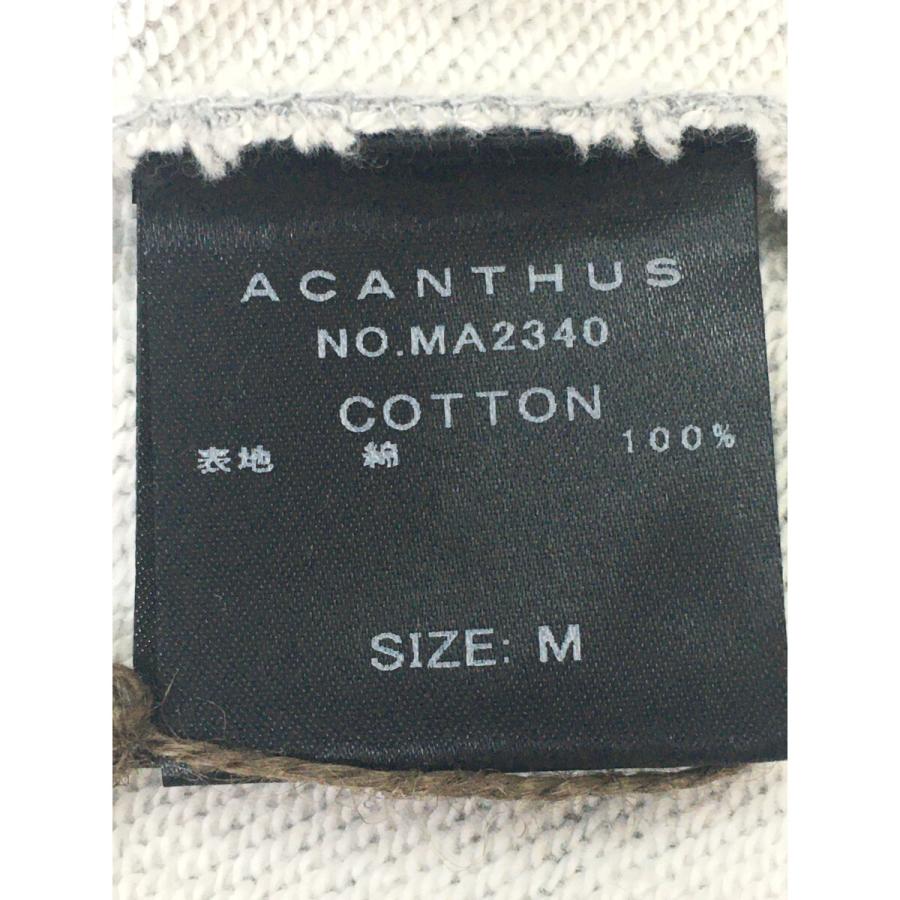 ACANTHUS
NO.MA2340
COTTON
表地 綿 100%
SIZE: M